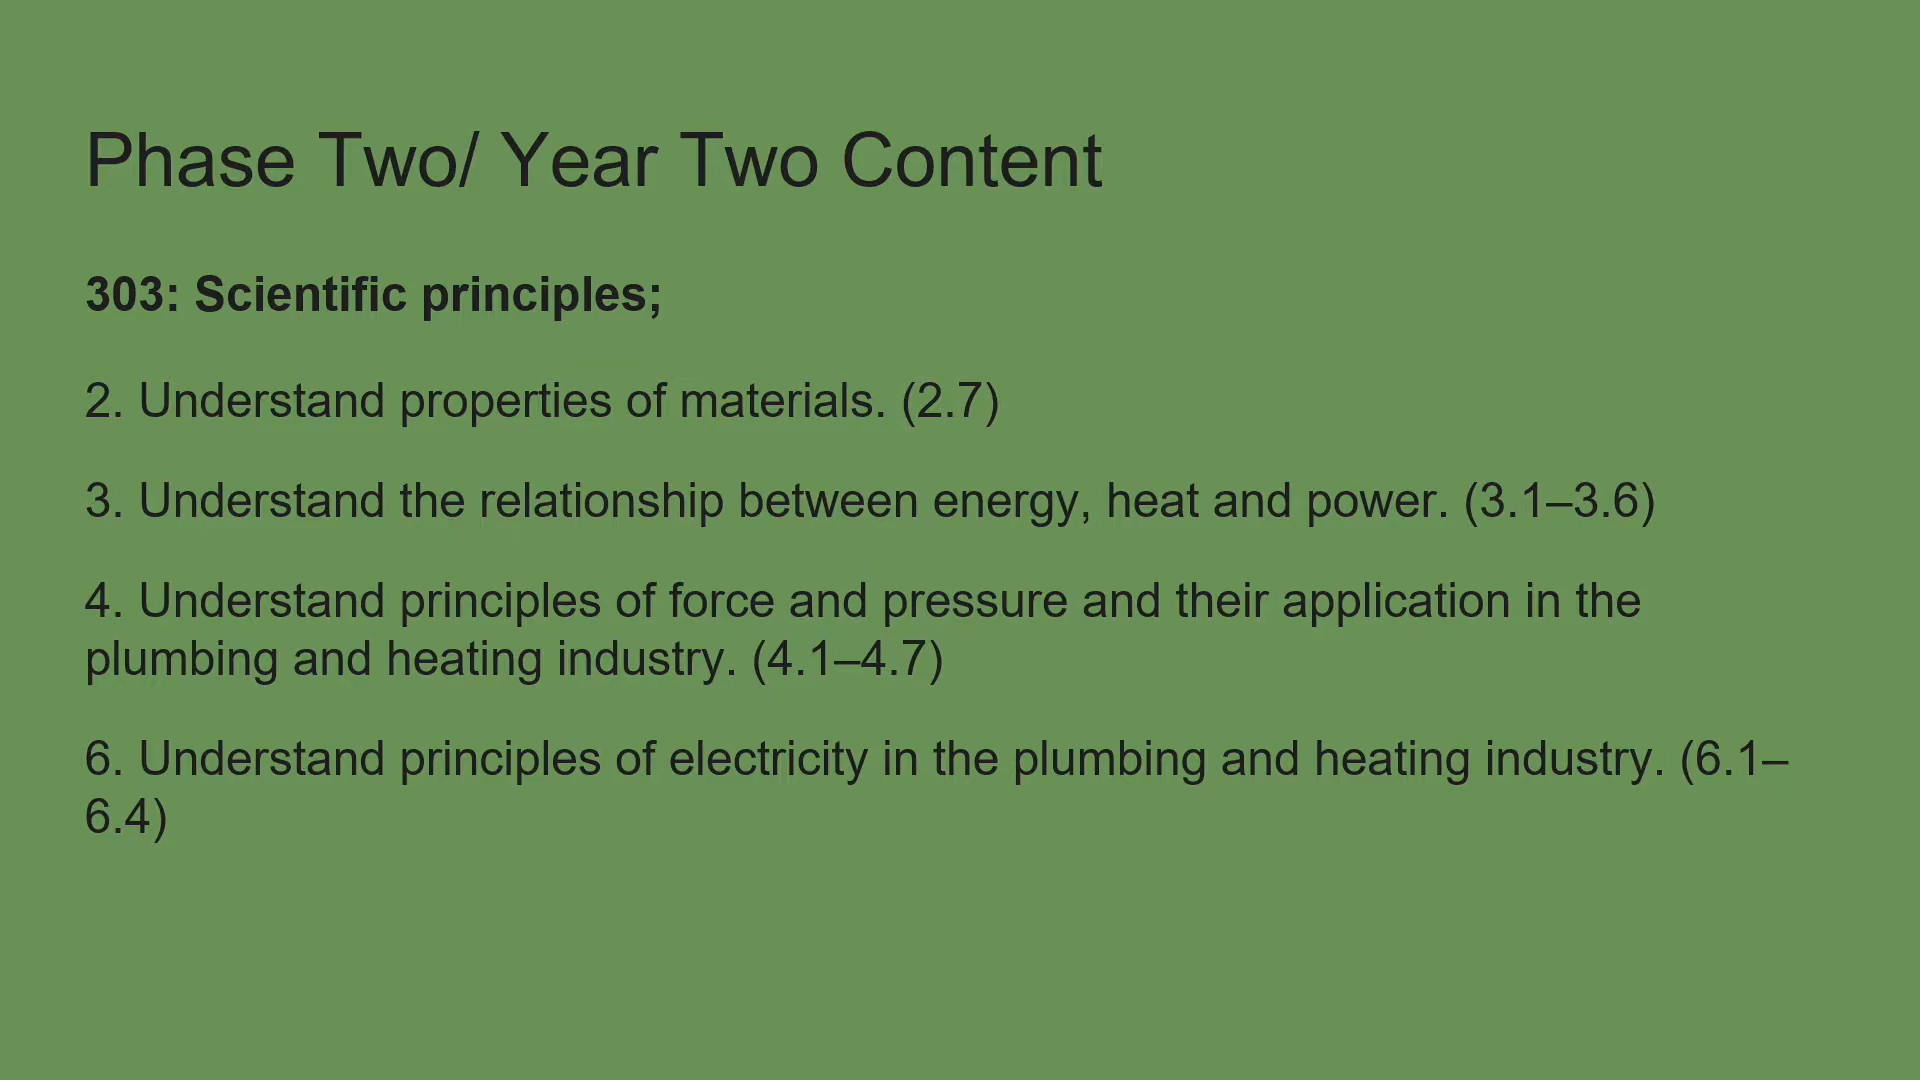 Phase Two/ Year Two Content
303: Scientific principles;
2. Understand properties of materials. (2.7)
3. Understand the relationship between energy, heat and power. (3.1–3.6)
4. Understand principles of force and pressure and their application in the
plumbing and heating industry. (4.1–4.7)
6. Understand principles of electricity in the plumbing and heating industry. (6.1–
6.4)